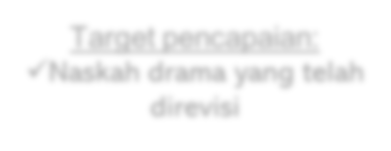 Target pencapaian:
✓Naskah drama yang telah
direvisi